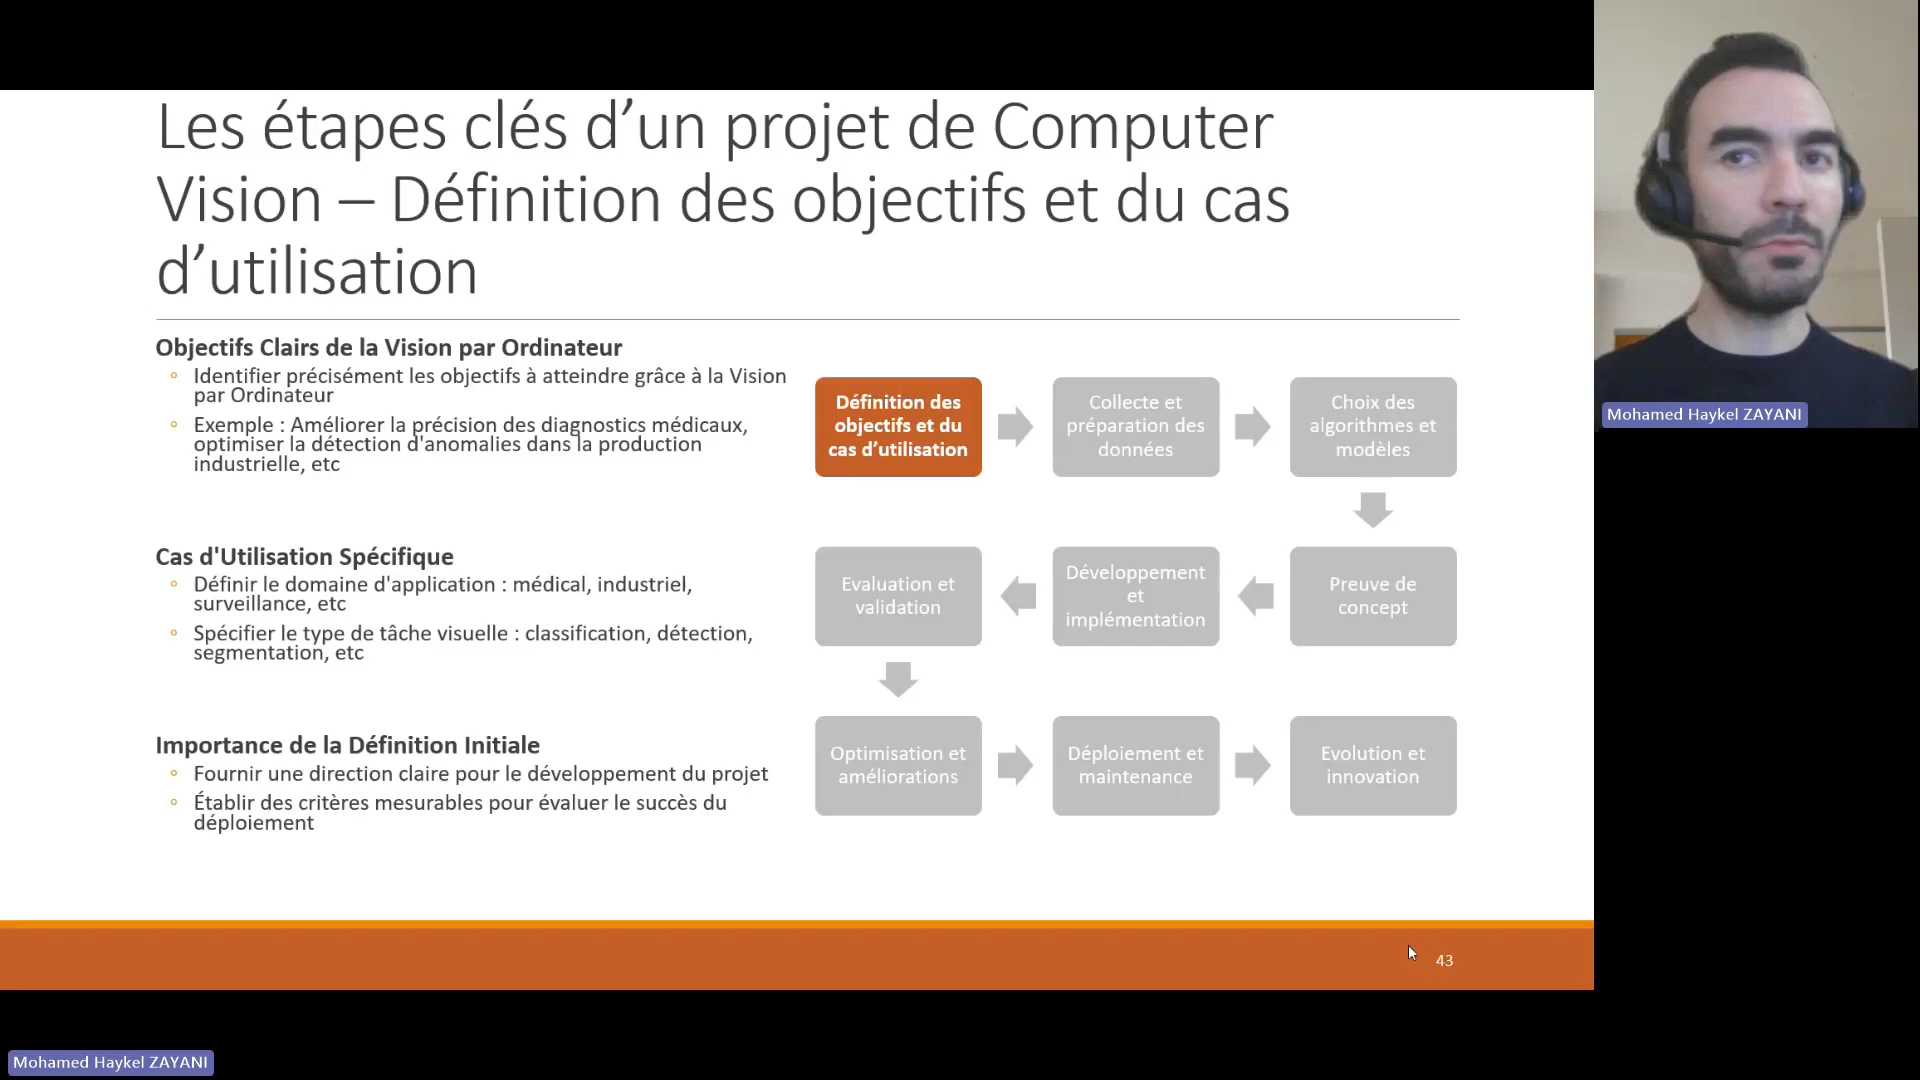 Les étapes clés d’un projet de Computer
Vision – Définition des objectifs et du cas
d’utilisation
Objectifs Clairs de la Vision par Ordinateur
◦ Identifier précisément les objectifs à atteindre grâce à la Vision
par Ordinateur
◦ Exemple : Améliorer la précision des diagnostics médicaux,
optimiser la détection d'anomalies dans la production
industrielle, etc
Cas d'Utilisation Spécifique
◦ Définir le domaine d'application : médical, industriel,
surveillance, etc
◦ Spécifier le type de tâche visuelle : classification, détection,
segmentation, etc
Importance de la Définition Initiale
◦ Fournir une direction claire pour le développement du projet
◦ Établir des critères mesurables pour évaluer le succès du
déploiement
Définition des
objectifs et du
cas d’utilisation
Collecte et
préparation des
données
Choix des
algorithmes et
modèles
Preuve de
concept
Développement
et
implémentation
Evaluation et
validation
Optimisation et
améliorations
Déploiement et
maintenance
Evolution et
innovation
43
Mohamed Haykel ZAYANI
Mohamed Haykel ZAYANI